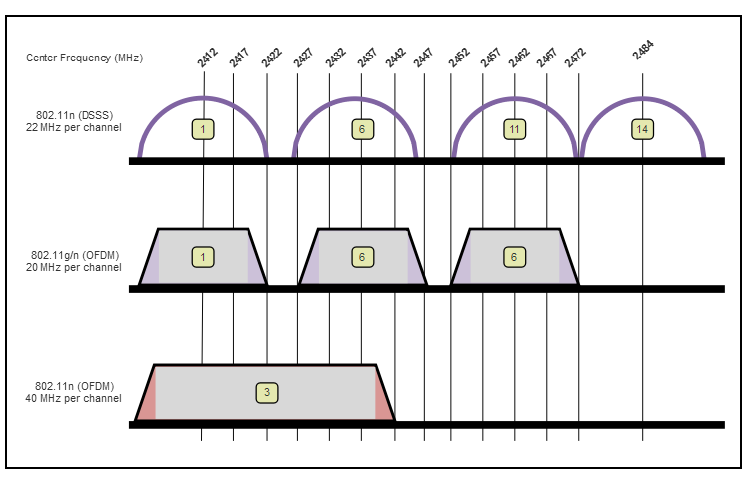 Center Frequency (MHz)
2412 2417 2422 2427 2432 2437 2442 2447 2452 2457 2462 2467 2472 2484
802.11n (DSSS)
22 MHz per channel
1 6 11 14
802.11g/n (OFDM)
20 MHz per channel
1 6 6
802.11n (OFDM)
40 MHz per channel
3